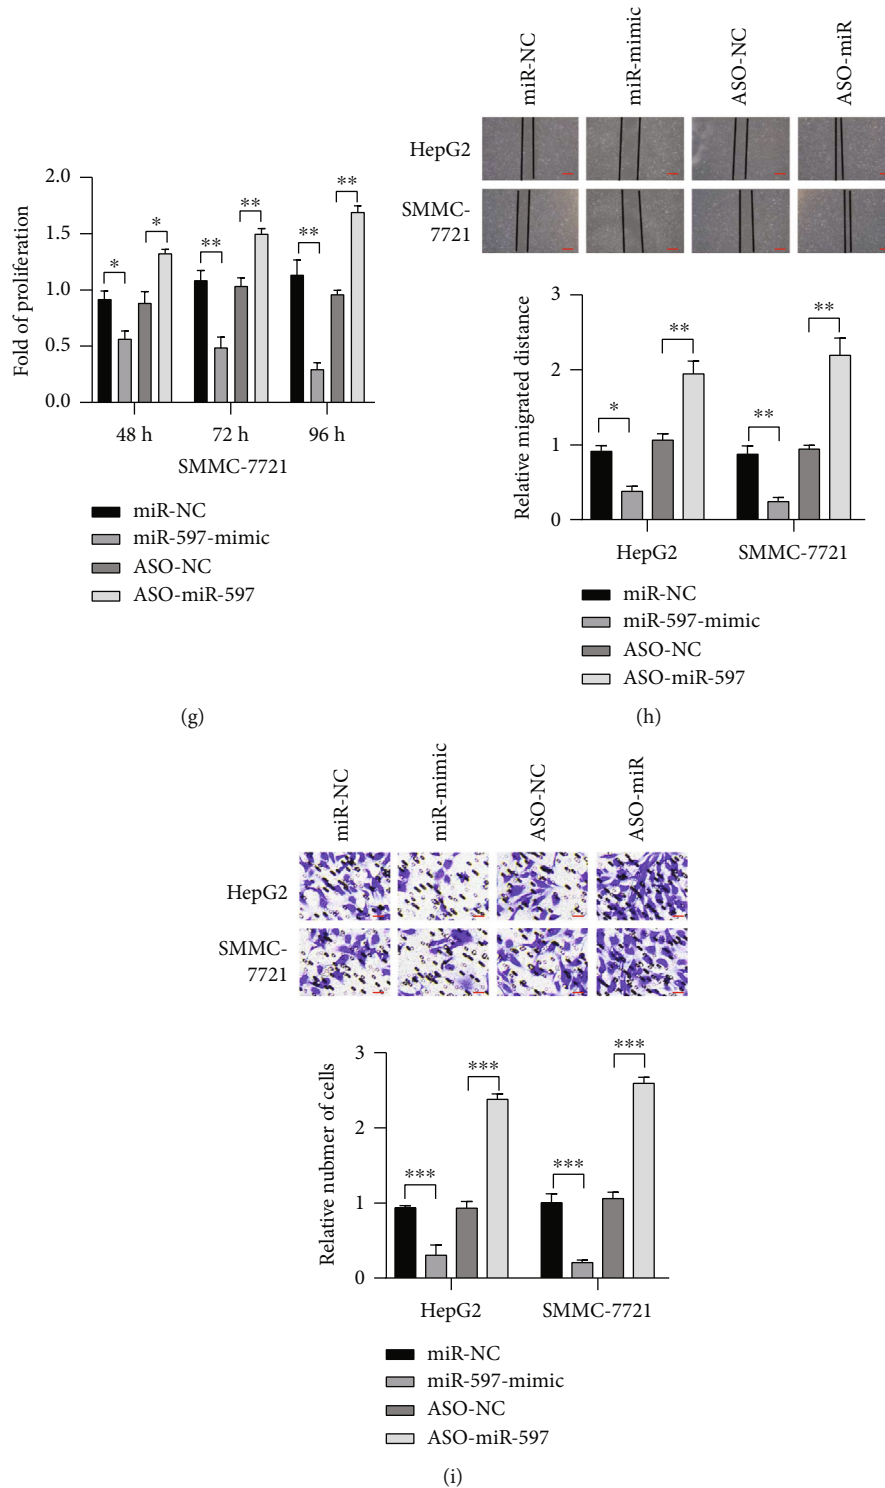 2.0
1.5
1.0
0.5
0.0
Fold of proliferation
* * ** ** ** **
48 h 72 h 96 h
SMMC-7721
miR-NC
miR-597-mimic
ASO-NC
ASO-miR-597
(g)
miR-NC miR-mimic ASO-NC ASO-miR
HepG2
SMMC-
7721
3
2
1
0
Relative migrated distance
* ** ** **
HepG2 SMMC-7721
miR-NC
miR-597-mimic
ASO-NC
ASO-miR-597
(h)
miR-NC miR-mimic ASO-NC ASO-miR
HepG2
SMMC-
7721
3
2
1
0
Relative nubmer of cells
*** *** *** ***
HepG2 SMMC-7721
miR-NC
miR-597-mimic
ASO-NC
ASO-miR-597
(i)